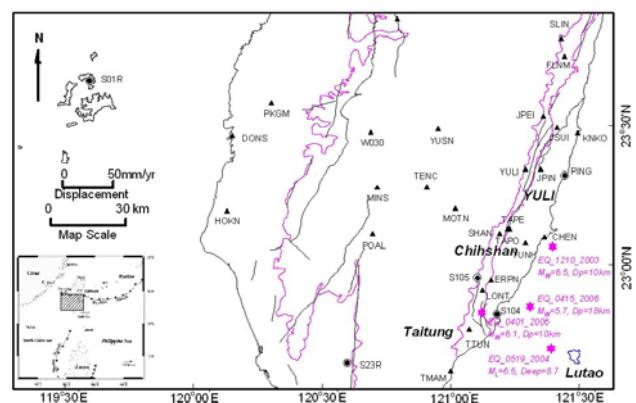 N
S01R
50mm/yr
Displacement
30 km
Map Scale
SLIN
FLNM
PKGM
JPEI
DONS
W030
YUSN
JSUI
KNKO
23°30'N
YULI
JPIN
PING
TENC
MINS
YULI
HOKN
MOTN
TAPE
SHAN
TAPO
CHEN
POAL
Chihshan
EQ_1210_2003
Mw=6.5, Dp=10km
23°00'N
S105
ERPN
LONT
EQ_0415_2006
Mw=5.7, Dp=18km
S104
0401_2006
Mw=6.1, Dp=10km
Taitung
TTUN
EQ_0519_2004
ML=6.5, Deep=8.7
S23R
TMAM
Lutao
119°30'E
120°00'E
120°30'E
121°00'E
121°30'E